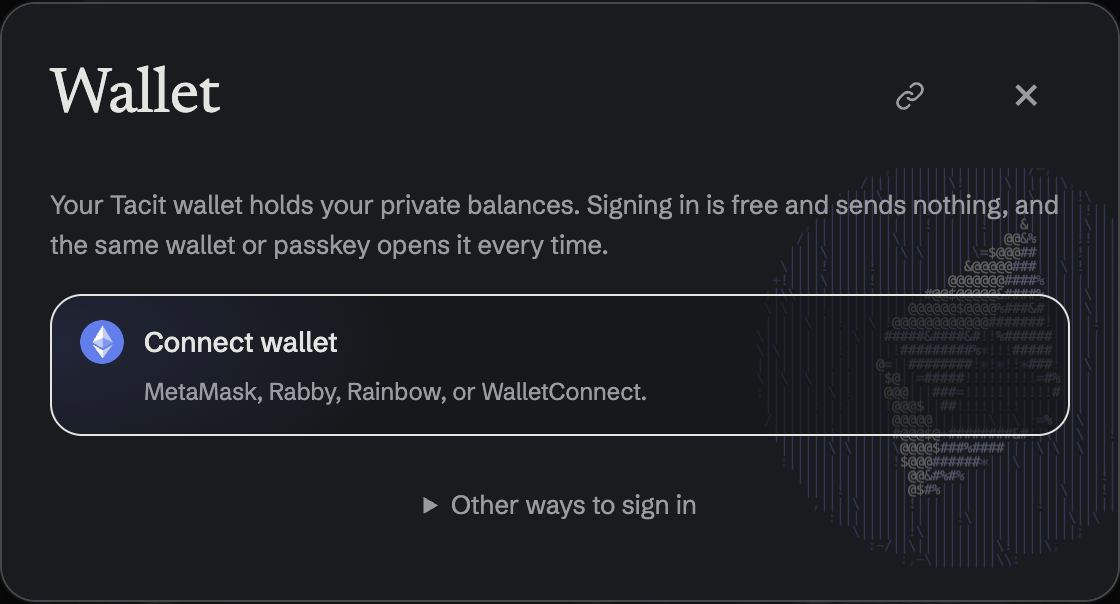 Wallet
Your Tacit wallet holds your private balances. Signing in is free and sends nothing, and
the same wallet or passkey opens it every time.
Connect wallet
MetaMask, Rabby, Rainbow, or WalletConnect.
Other ways to sign in